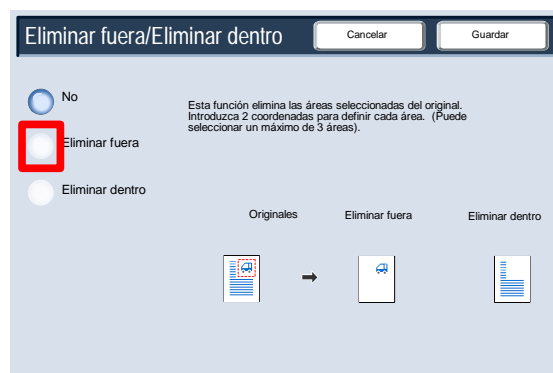 Eliminar fuera/Eliminar dentro
Cancelar
Guardar
No
Eliminar fuera
Eliminar dentro
Esta función elimina las áreas seleccionadas del original.
Introduzca 2 coordenadas para definir cada área. (Puede
seleccionar un máximo de 3 áreas).
Originales
Eliminar fuera
Eliminar dentro